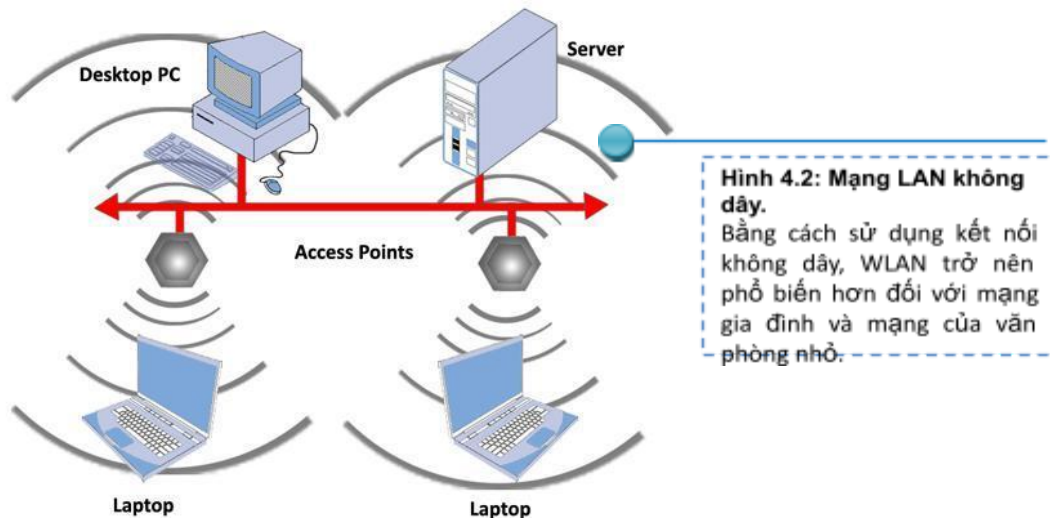 Desktop PC
Server
Access Points
Laptop
Laptop
Hình 4.2: Mạng LAN không
dây.
Bằng cách sử dụng kết nối
không dây, WLAN trở nên
phổ biến hơn đối với mạng
gia đình và mạng của văn
phòng nhỏ.